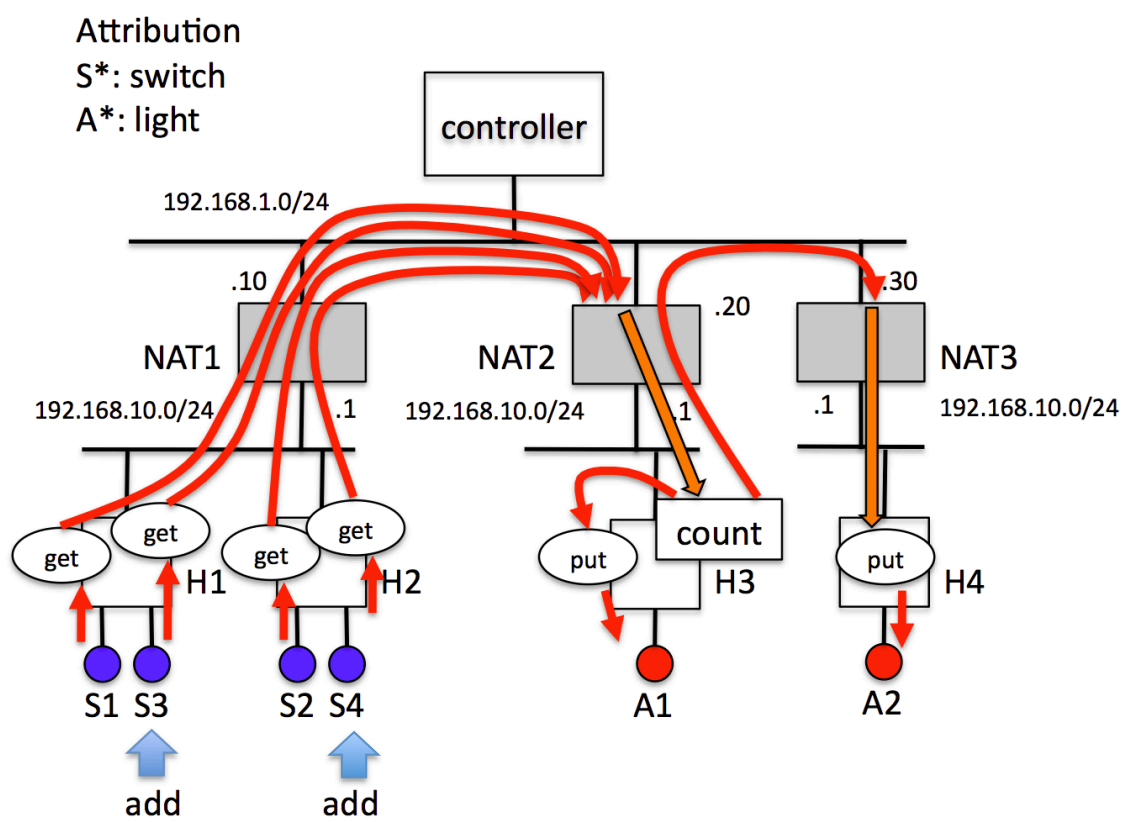 Attribution
S*: switch
A*: light
controller
192.168.1.0/24
.10
.20
.30
NAT1
NAT2
NAT3
192.168.10.0/24
.1
192.168.10.0/24
.1
.1
192.168.10.0/24
get
get
get
get
put
count
put
H1
H2
H3
H4
S1
S3
S2
S4
A1
A2
add
add